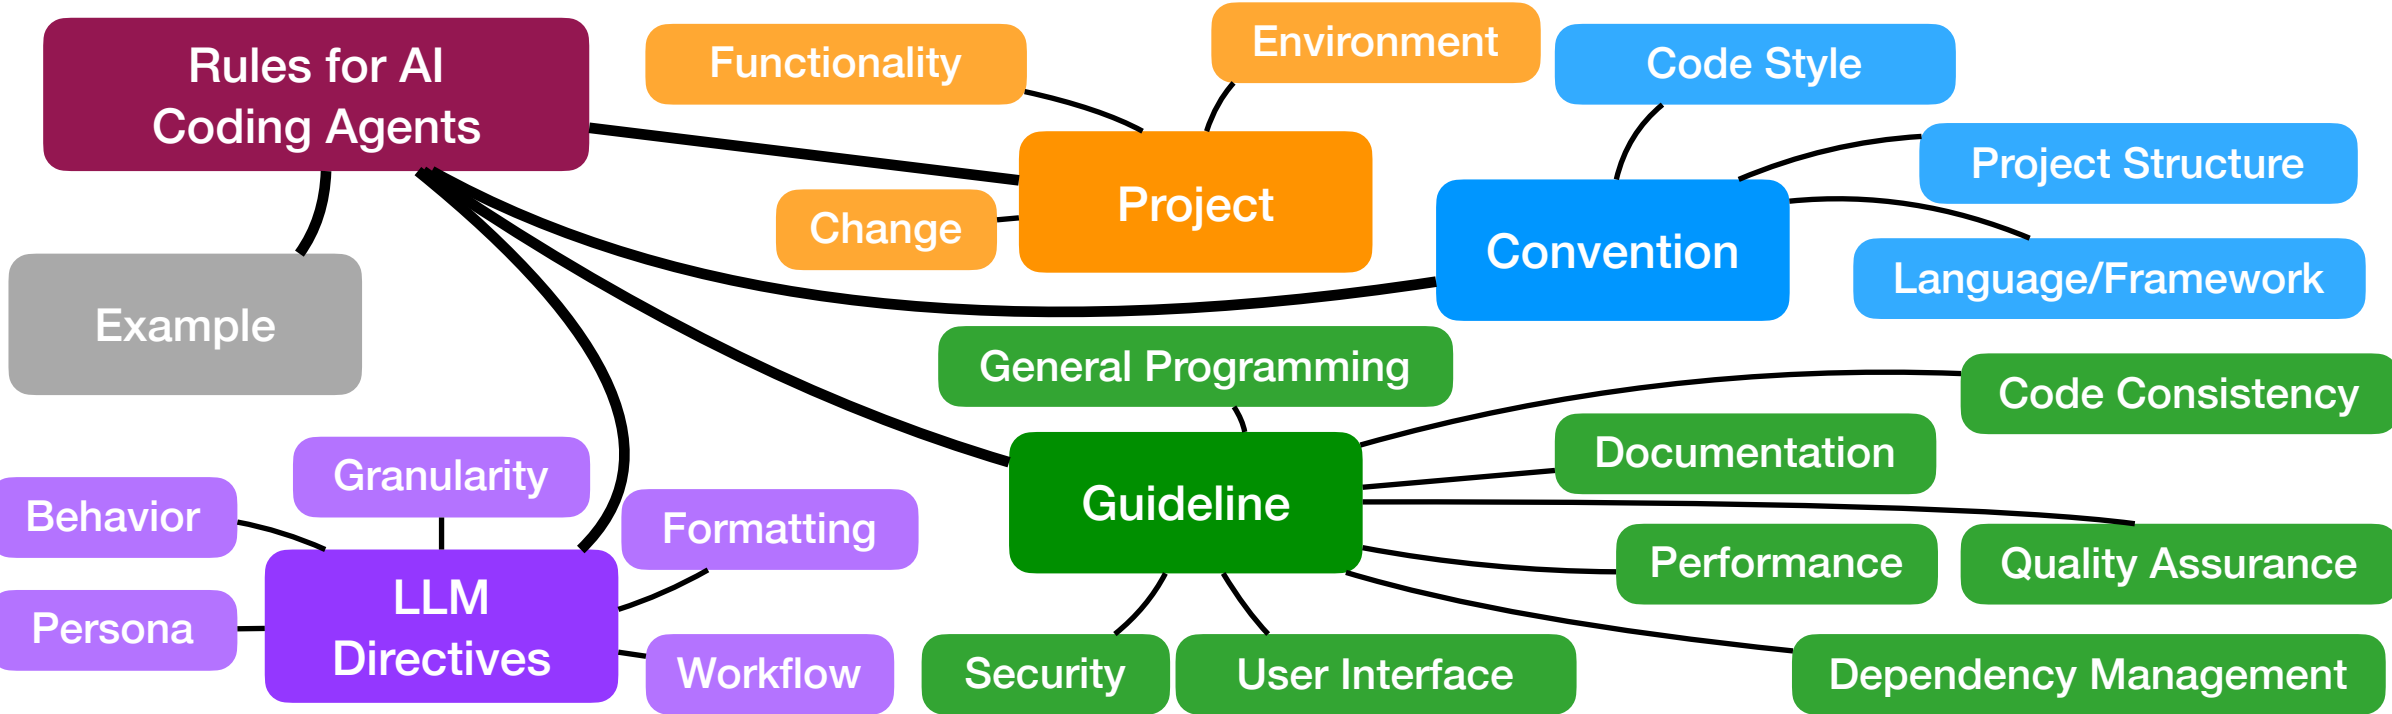 Rules for AI
Coding Agents
Functionality
Environment
Code Style
Project Structure
Project
Change
Convention
Language/Framework
Example
General Programming
Code Consistency
Documentation
Granularity
Guideline
Behavior
Formatting
Performance
Quality Assurance
LLM
Directives
Persona
Workflow
Security
User Interface
Dependency Management